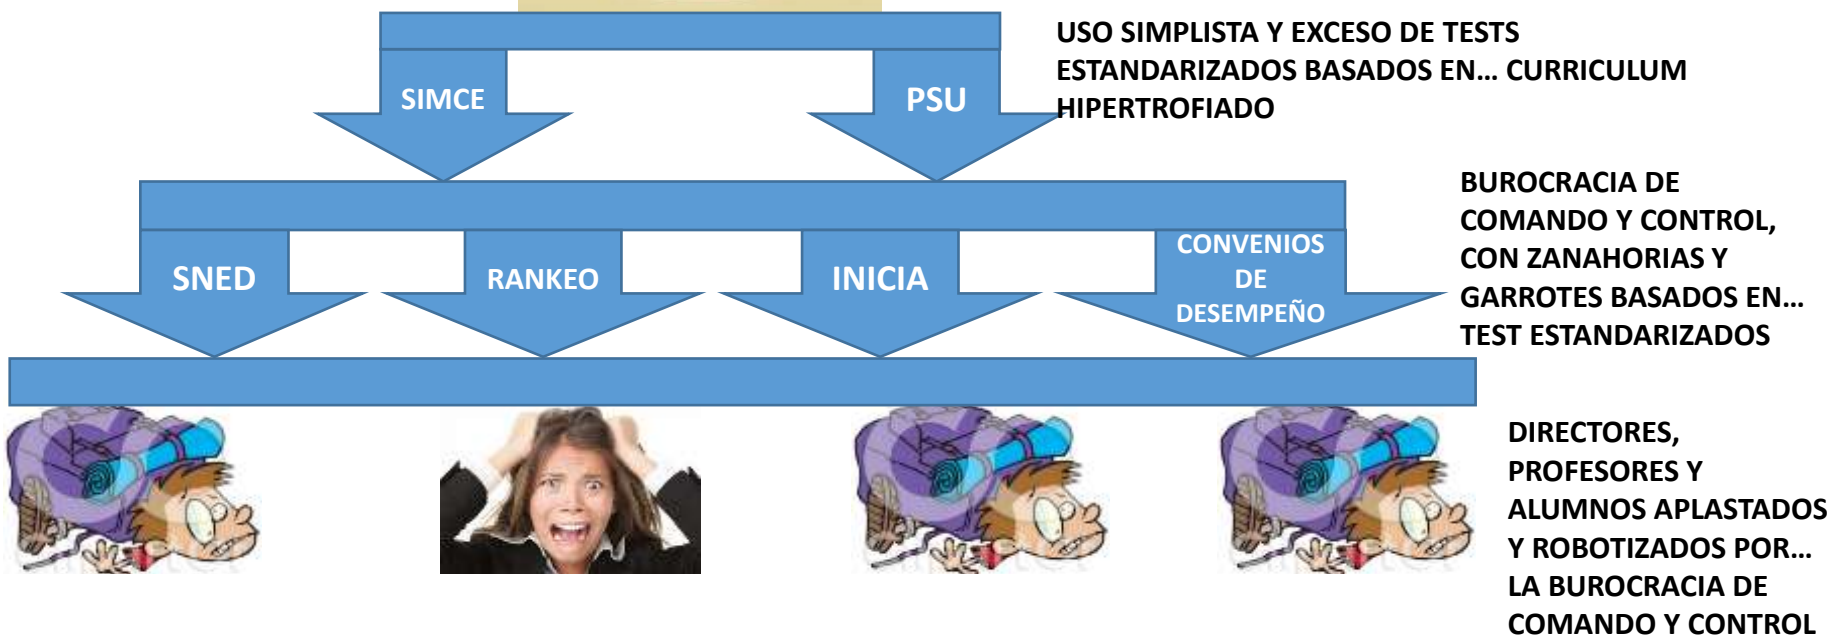 USO SIMPLISTA Y EXCESO DE TESTS
ESTANDARIZADOS BASADOS EN... CURRICULUM
HIPERTROFIADO
SIMCE
PSU
BUROCRACIA DE
COMANDO Y CONTROL,
CON ZANAHORIAS Y
GARROTES BASADOS EN...
TEST ESTANDARIZADOS
SNED
RANKEO
INICIA
CONVENIOS
DE
DESEMPEÑO
DIRECTORES,
PROFESORES Y
ALUMNOS APLASTADOS
Y ROBOTIZADOS POR...
LA BUROCRACIA DE
COMANDO Y CONTROL